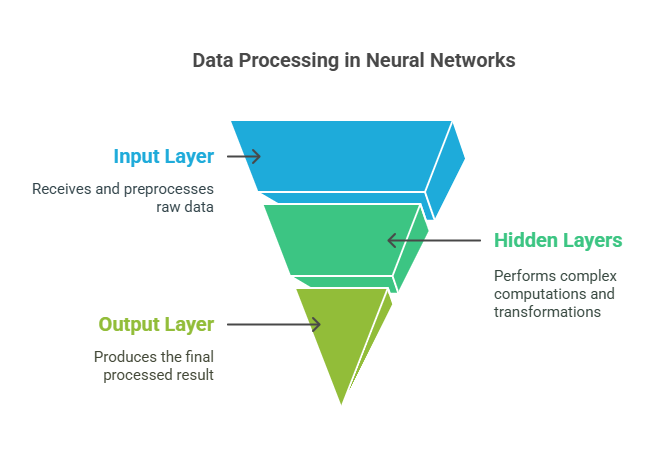 Data Processing in Neural Networks
Input Layer
Receives and preprocesses
raw data
Hidden Layers
Performs complex
computations and
transformations
Output Layer
Produces the final
processed result